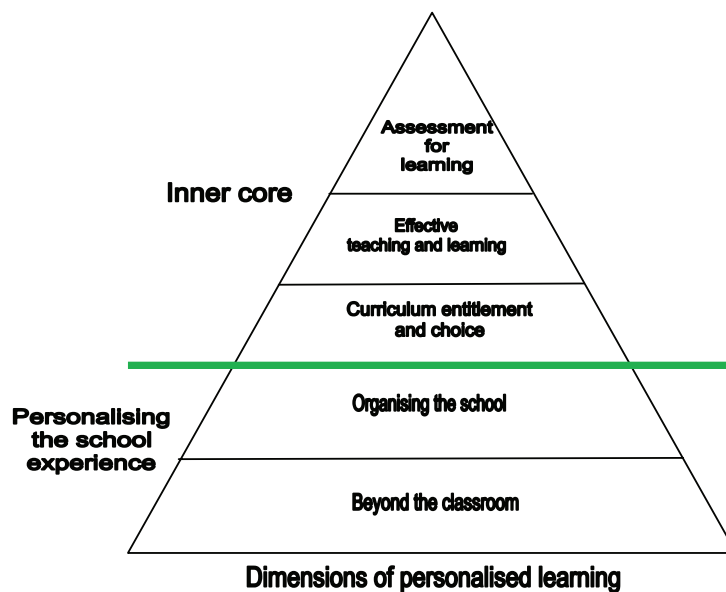 Assessment
for
learning
Inner core
Effective
teaching and learning
Curriculum entitlement
and choice
Organising the school
Personalising
the school
experience
Beyond the classroom
Dimensions of personalised learning